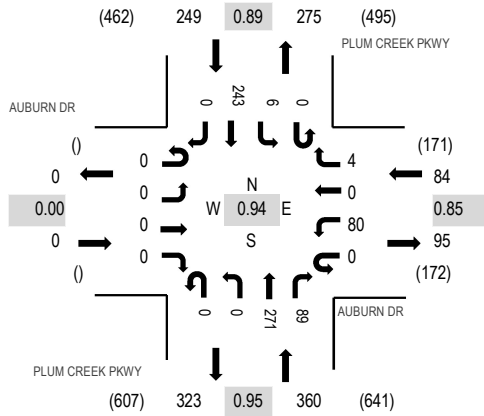 (462) 249 0.89 275 (495)
PLUM CREEK PKWY
0 243 6 0
AUBURN DR
() 0 4 (171)
0 0 N 0 84
0.00 W 0.94 E 0.85
0 0 S 80 95
() 0 0 (172)
0 0 271 89
AUBURN DR
PLUM CREEK PKWY
(607) 323 0.95 360 (641)